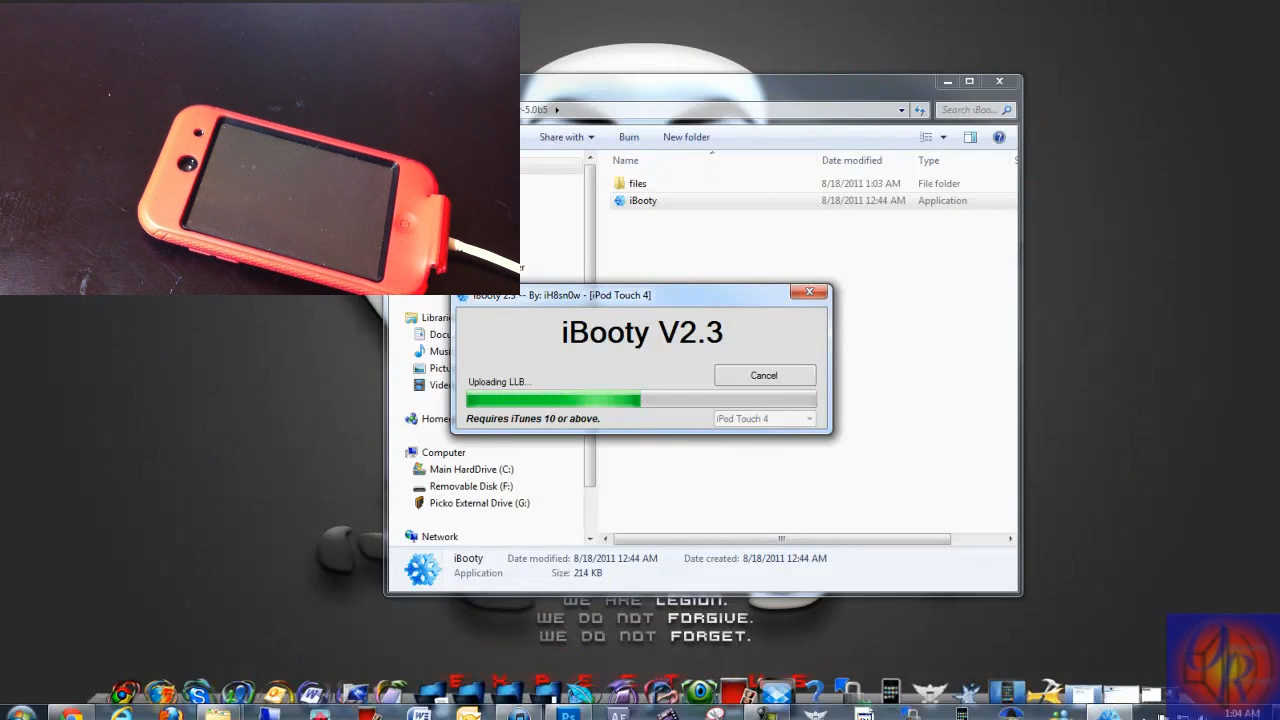 -5.0b5
Search iBoo...
Share with
Burn
New folder
Name
Date modified
Type
files
8/18/2011 1:03 AM
File folder
iBooty
8/18/2011 12:44 AM
Application
iBooty 2.3 -- By: iH8sn0w - [iPod Touch 4]
iBooty V2.3
Cancel
Uploading LLB...
Requires iTunes 10 or above.
iPod Touch 4
Librari
Docu
Musi
Pictu
Video
Homeg
Computer
Main HardDrive (C:)
Removable Disk (F:)
Picko External Drive (G:)
Network
iBooty
Date modified: 8/18/2011 12:44 AM
Date created: 8/18/2011 12:44 AM
Application
Size: 214 KB
WE ARE LEGION.
WE DO NOT FORGIVE.
WE DO NOT FORGET.
1:04 AM